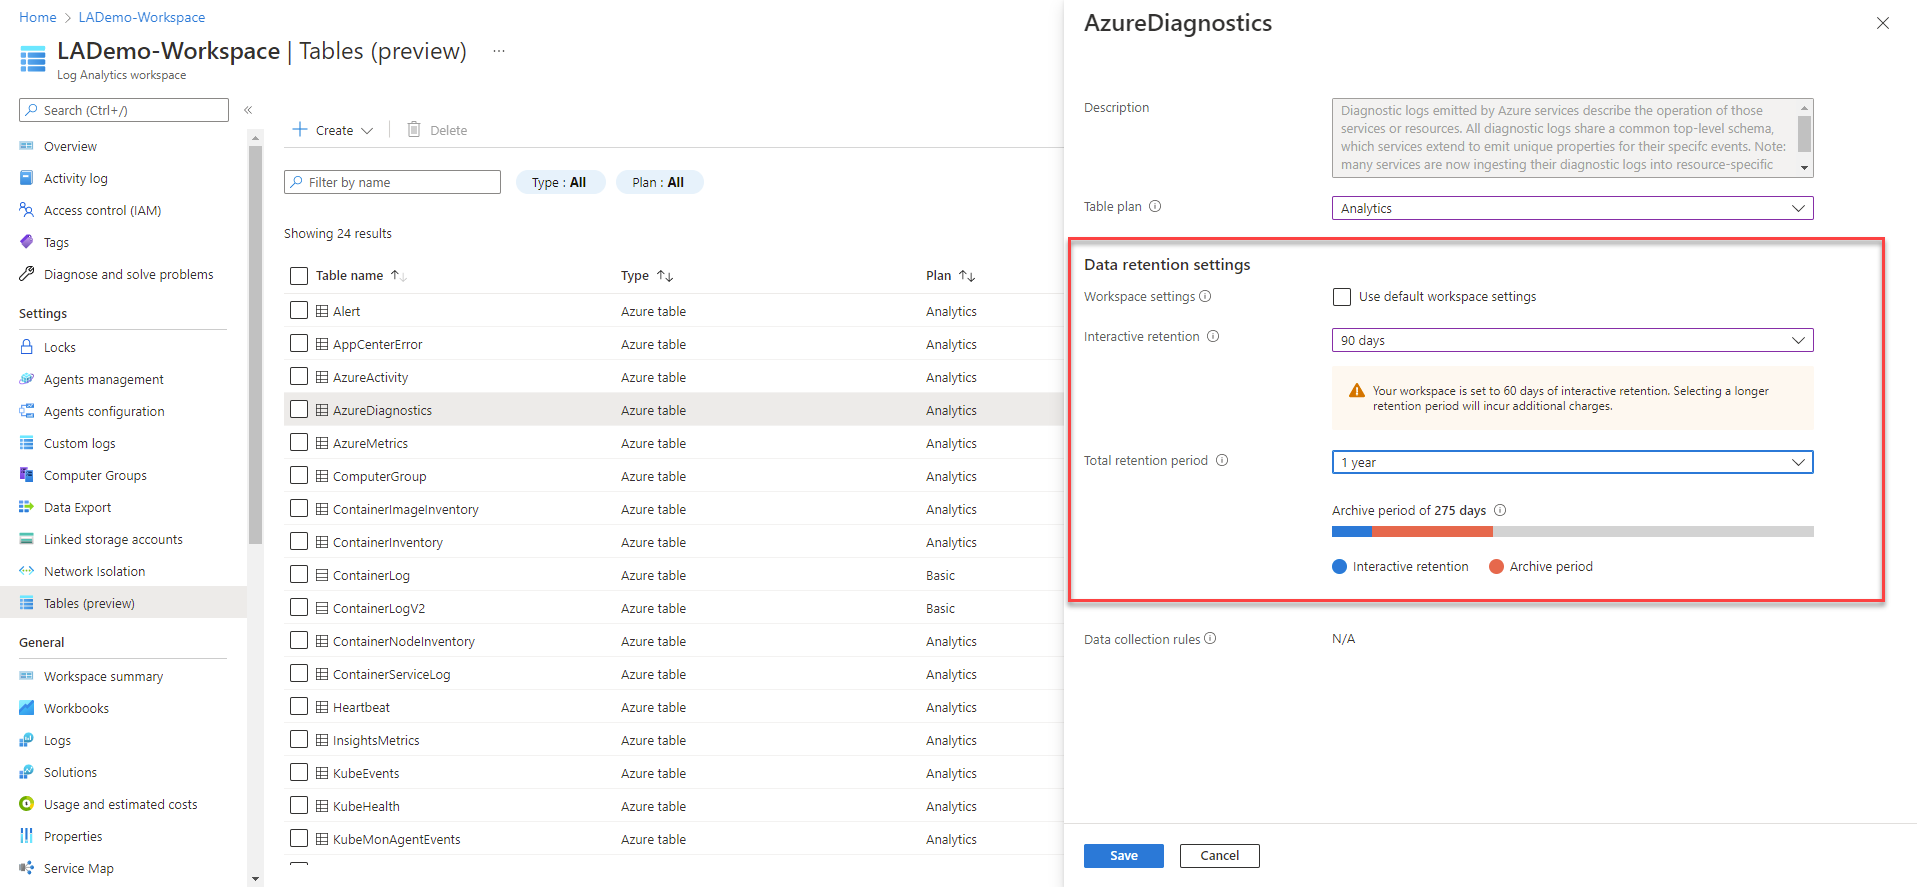 Home > LADemo-Workspace
LADemo-Workspace | Tables (preview) ...
Log Analytics workspace
Search (Ctrl+/) «
Overview
Activity log
Access control (IAM)
Tags
Diagnose and solve problems
Settings
Locks
Agents management
Agents configuration
Custom logs
Computer Groups
Data Export
Linked storage accounts
Network Isolation
Tables (preview)
General
Workspace summary
Workbooks
Logs
Solutions
Usage and estimated costs
Properties
Service Map
Create Delete
Filter by name Type : All Plan : All
Showing 24 results
Table name Type Plan
Alert Azure table Analytics
AppCenterError Azure table Analytics
AzureActivity Azure table Analytics
AzureDiagnostics Azure table Analytics
AzureMetrics Azure table Analytics
ComputerGroup Azure table Analytics
ContainerImageInventory Azure table Analytics
ContainerInventory Azure table Analytics
ContainerLog Azure table Basic
ContainerLogV2 Azure table Basic
ContainerNodeInventory Azure table Analytics
ContainerServiceLog Azure table Analytics
Heartbeat Azure table Analytics
InsightsMetrics Azure table Analytics
KubeEvents Azure table Analytics
KubeHealth Azure table Analytics
KubeMonAgentEvents Azure table Analytics
AzureDiagnostics
Description
Diagnostic logs emitted by Azure services describe the operation of those
services or resources. All diagnostic logs share a common top-level schema,
which services extend to emit unique properties for their specifc events. Note:
many services are now ingesting their diagnostic logs into resource-specific
Table plan Analytics
Data retention settings
Workspace settings Use default workspace settings
Interactive retention 90 days
Your workspace is set to 60 days of interactive retention. Selecting a longer
retention period will incur additional charges.
Total retention period 1 year
Archive period of 275 days
Interactive retention Archive period
Data collection rules N/A
Save Cancel